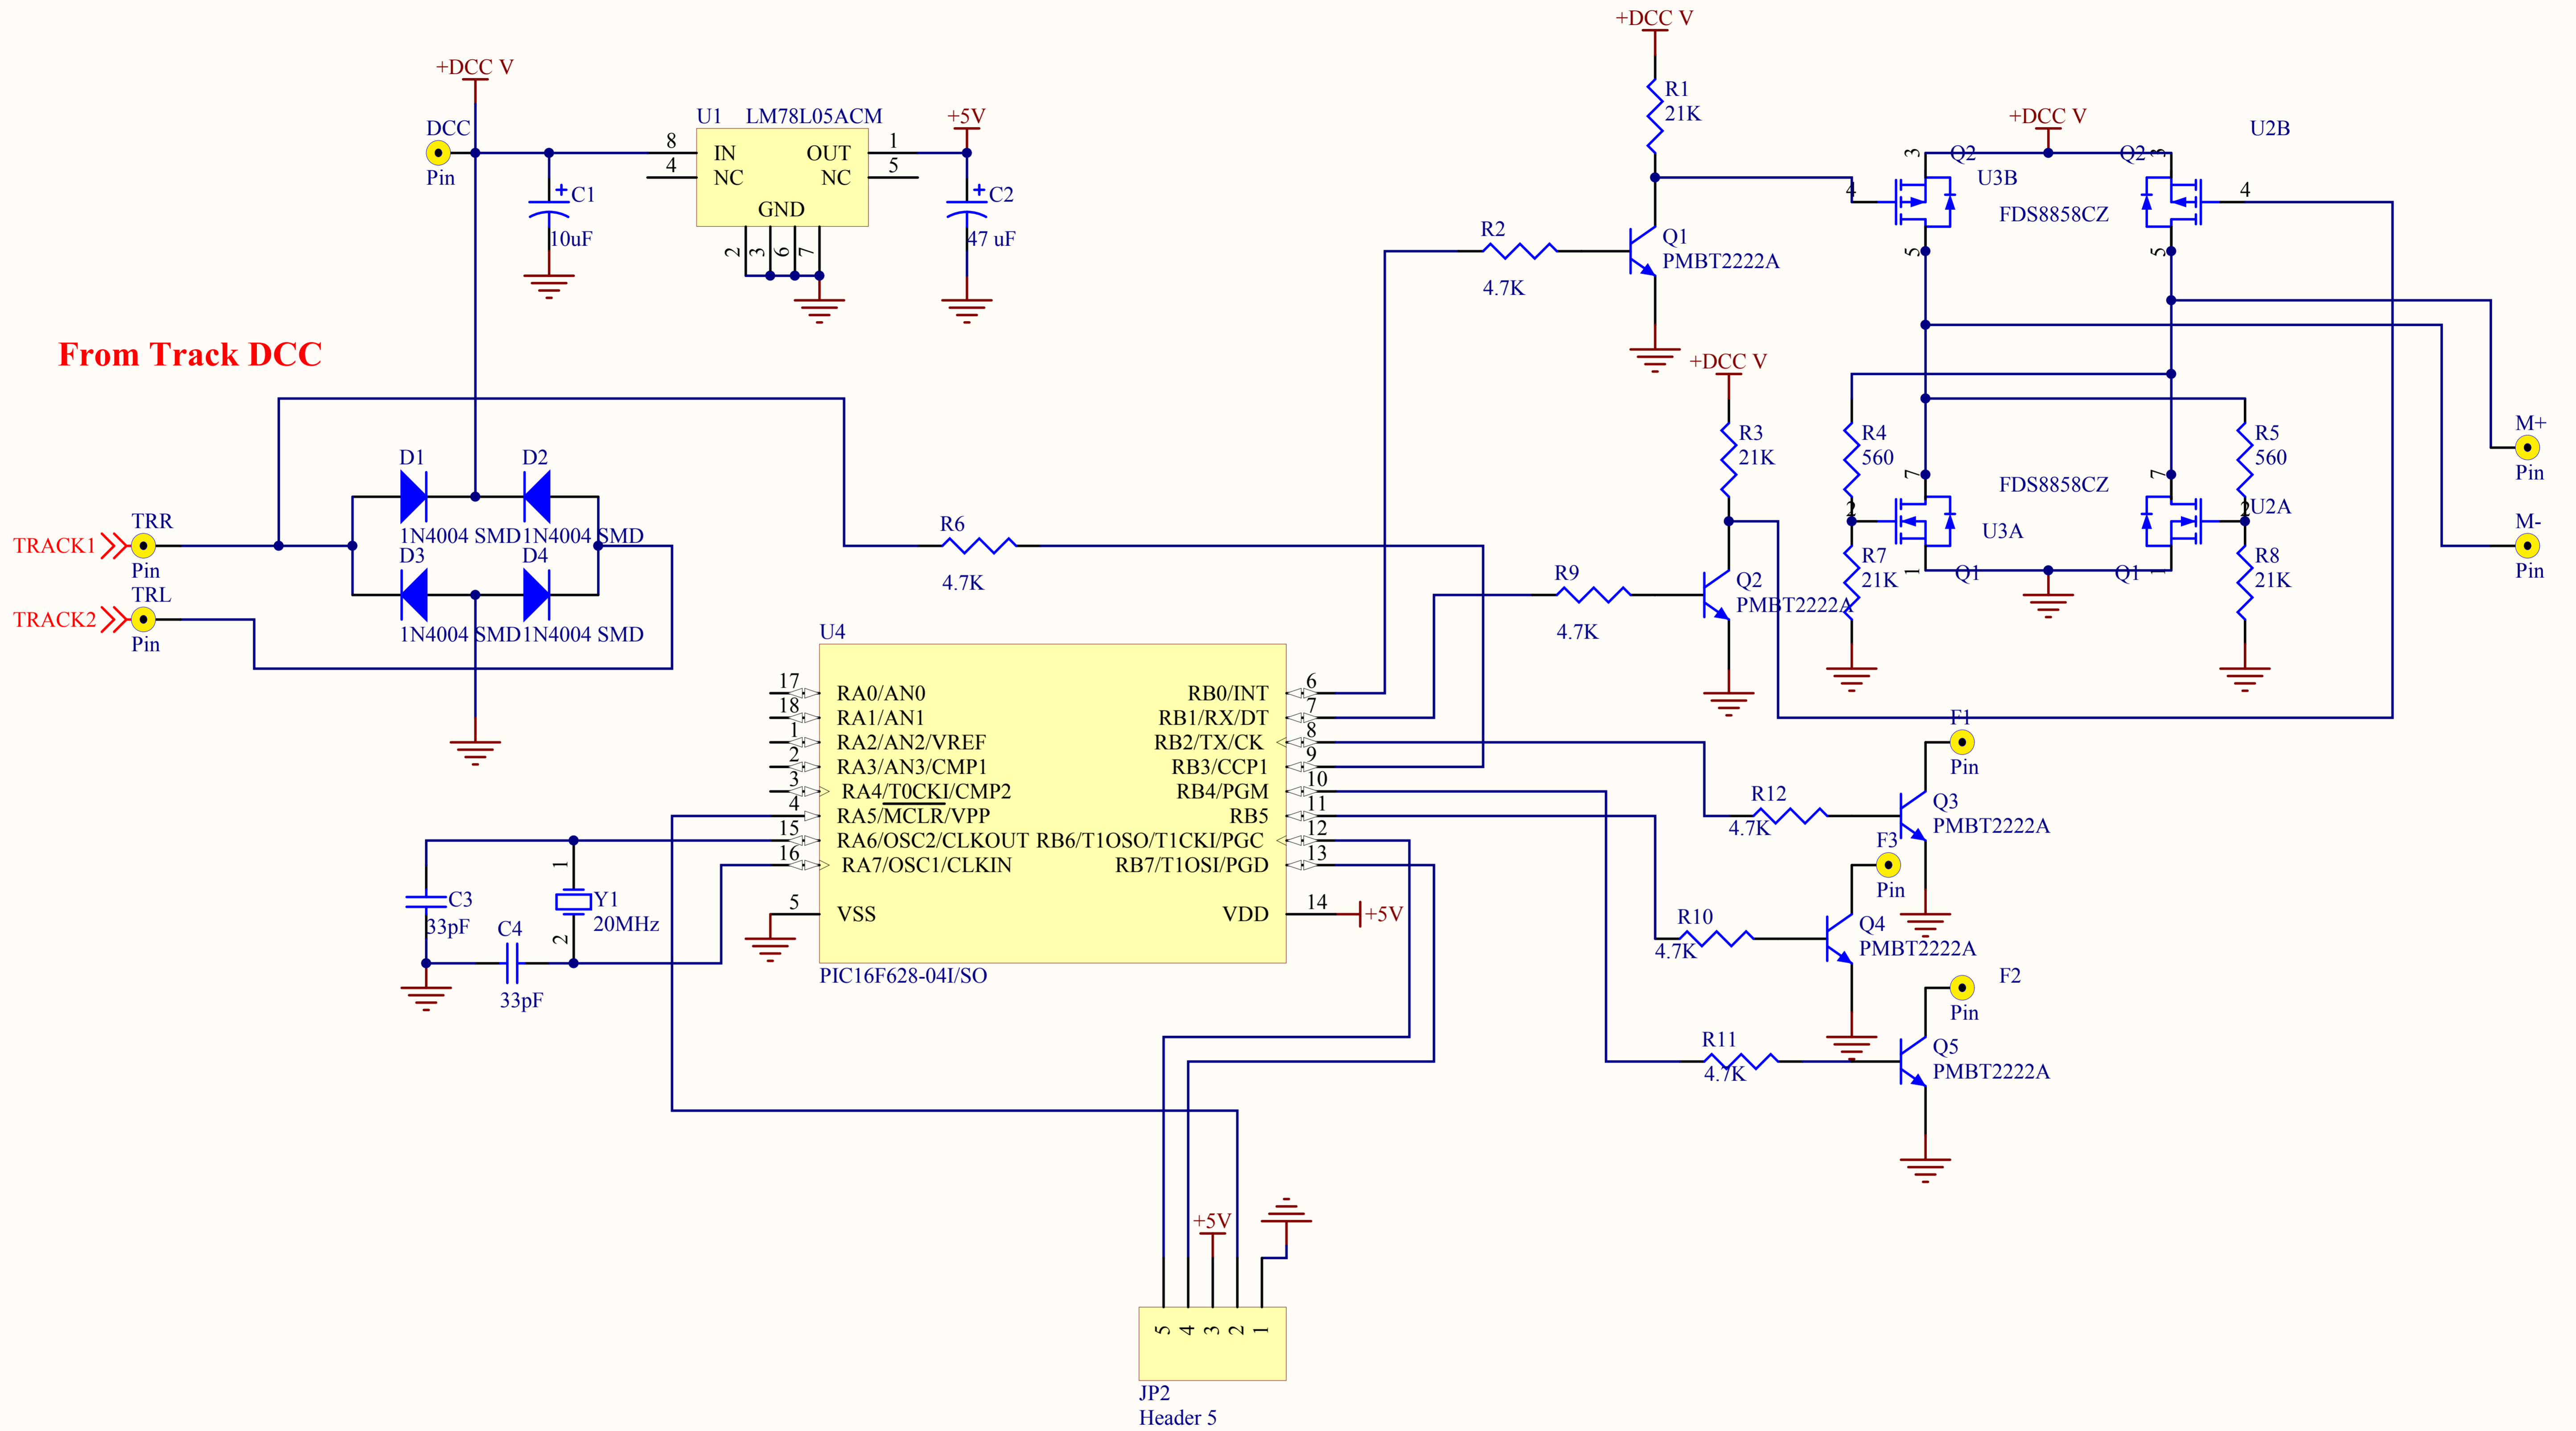 +DCC V
+DCC V
DCC
Pin
U1 LM78L05ACM
8
4
IN
NC
OUT
NC
GND
1
5
2
3
6
7
+5V
C1
10uF
C2
47 uF
R1
21K
R2
4.7K
Q1
PMBT2222A
+DCC V
U2B
3
Q2
U3B
4
5
Q2
3
4
5
FDS8858CZ
From Track DCC
+DCC V
R3
21K
R4
560
R5
560
M+
Pin
M-
Pin
D1
1N4004 SMD
D2
1N4004 SMD
D3
1N4004 SMD
D4
1N4004 SMD
TRACK1
TRR
Pin
TRACK2
TRL
Pin
R6
4.7K
R9
4.7K
Q2
PMBT2222A
FDS8858CZ
7
7
2
U3A
2
U2A
R7
21K
R8
21K
1
Q1
Q1
1
U4
17
18
1
2
3
4
15
16
5
RA0/AN0
RA1/AN1
RA2/AN2/VREF
RA3/AN3/CMP1
RA4/T0CKI/CMP2
RA5/MCLR/VPP
RA6/OSC2/CLKOUT
RA7/OSC1/CLKIN
VSS
RB0/INT
RB1/RX/DT
RB2/TX/CK
RB3/CCP1
RB4/PGM
RB5
RB6/T1OSO/T1CKI/PGC
RB7/T1OSI/PGD
VDD
6
7
8
9
10
11
12
13
14
+5V
PIC16F628-04I/SO
C3
33pF
C4
33pF
1
2
Y1
20MHz
F1
Pin
R12
4.7K
Q3
PMBT2222A
F3
Pin
R10
4.7K
Q4
PMBT2222A
F2
Pin
R11
4.7K
Q5
PMBT2222A
+5V
5
4
3
2
1
JP2
Header 5